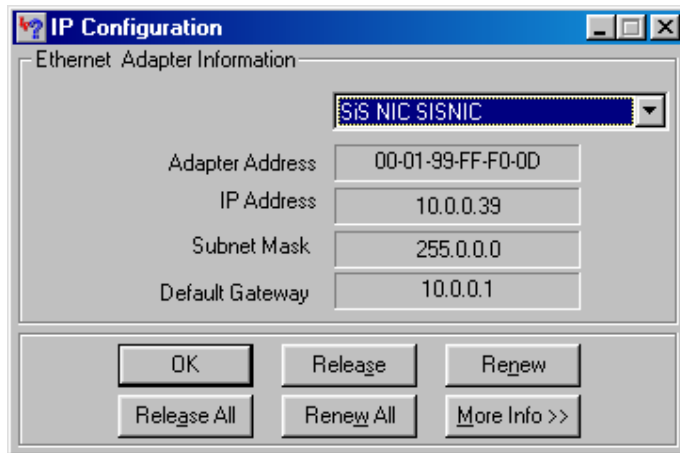 IP Configuration
Ethernet Adapter Information
SiS NIC SISNIC
Adapter Address 00-01-99-FF-F0-0D
IP Address 10.0.0.39
Subnet Mask 255.0.0.0
Default Gateway 10.0.0.1
OK Release Renew
Release All Renew All More Info >>